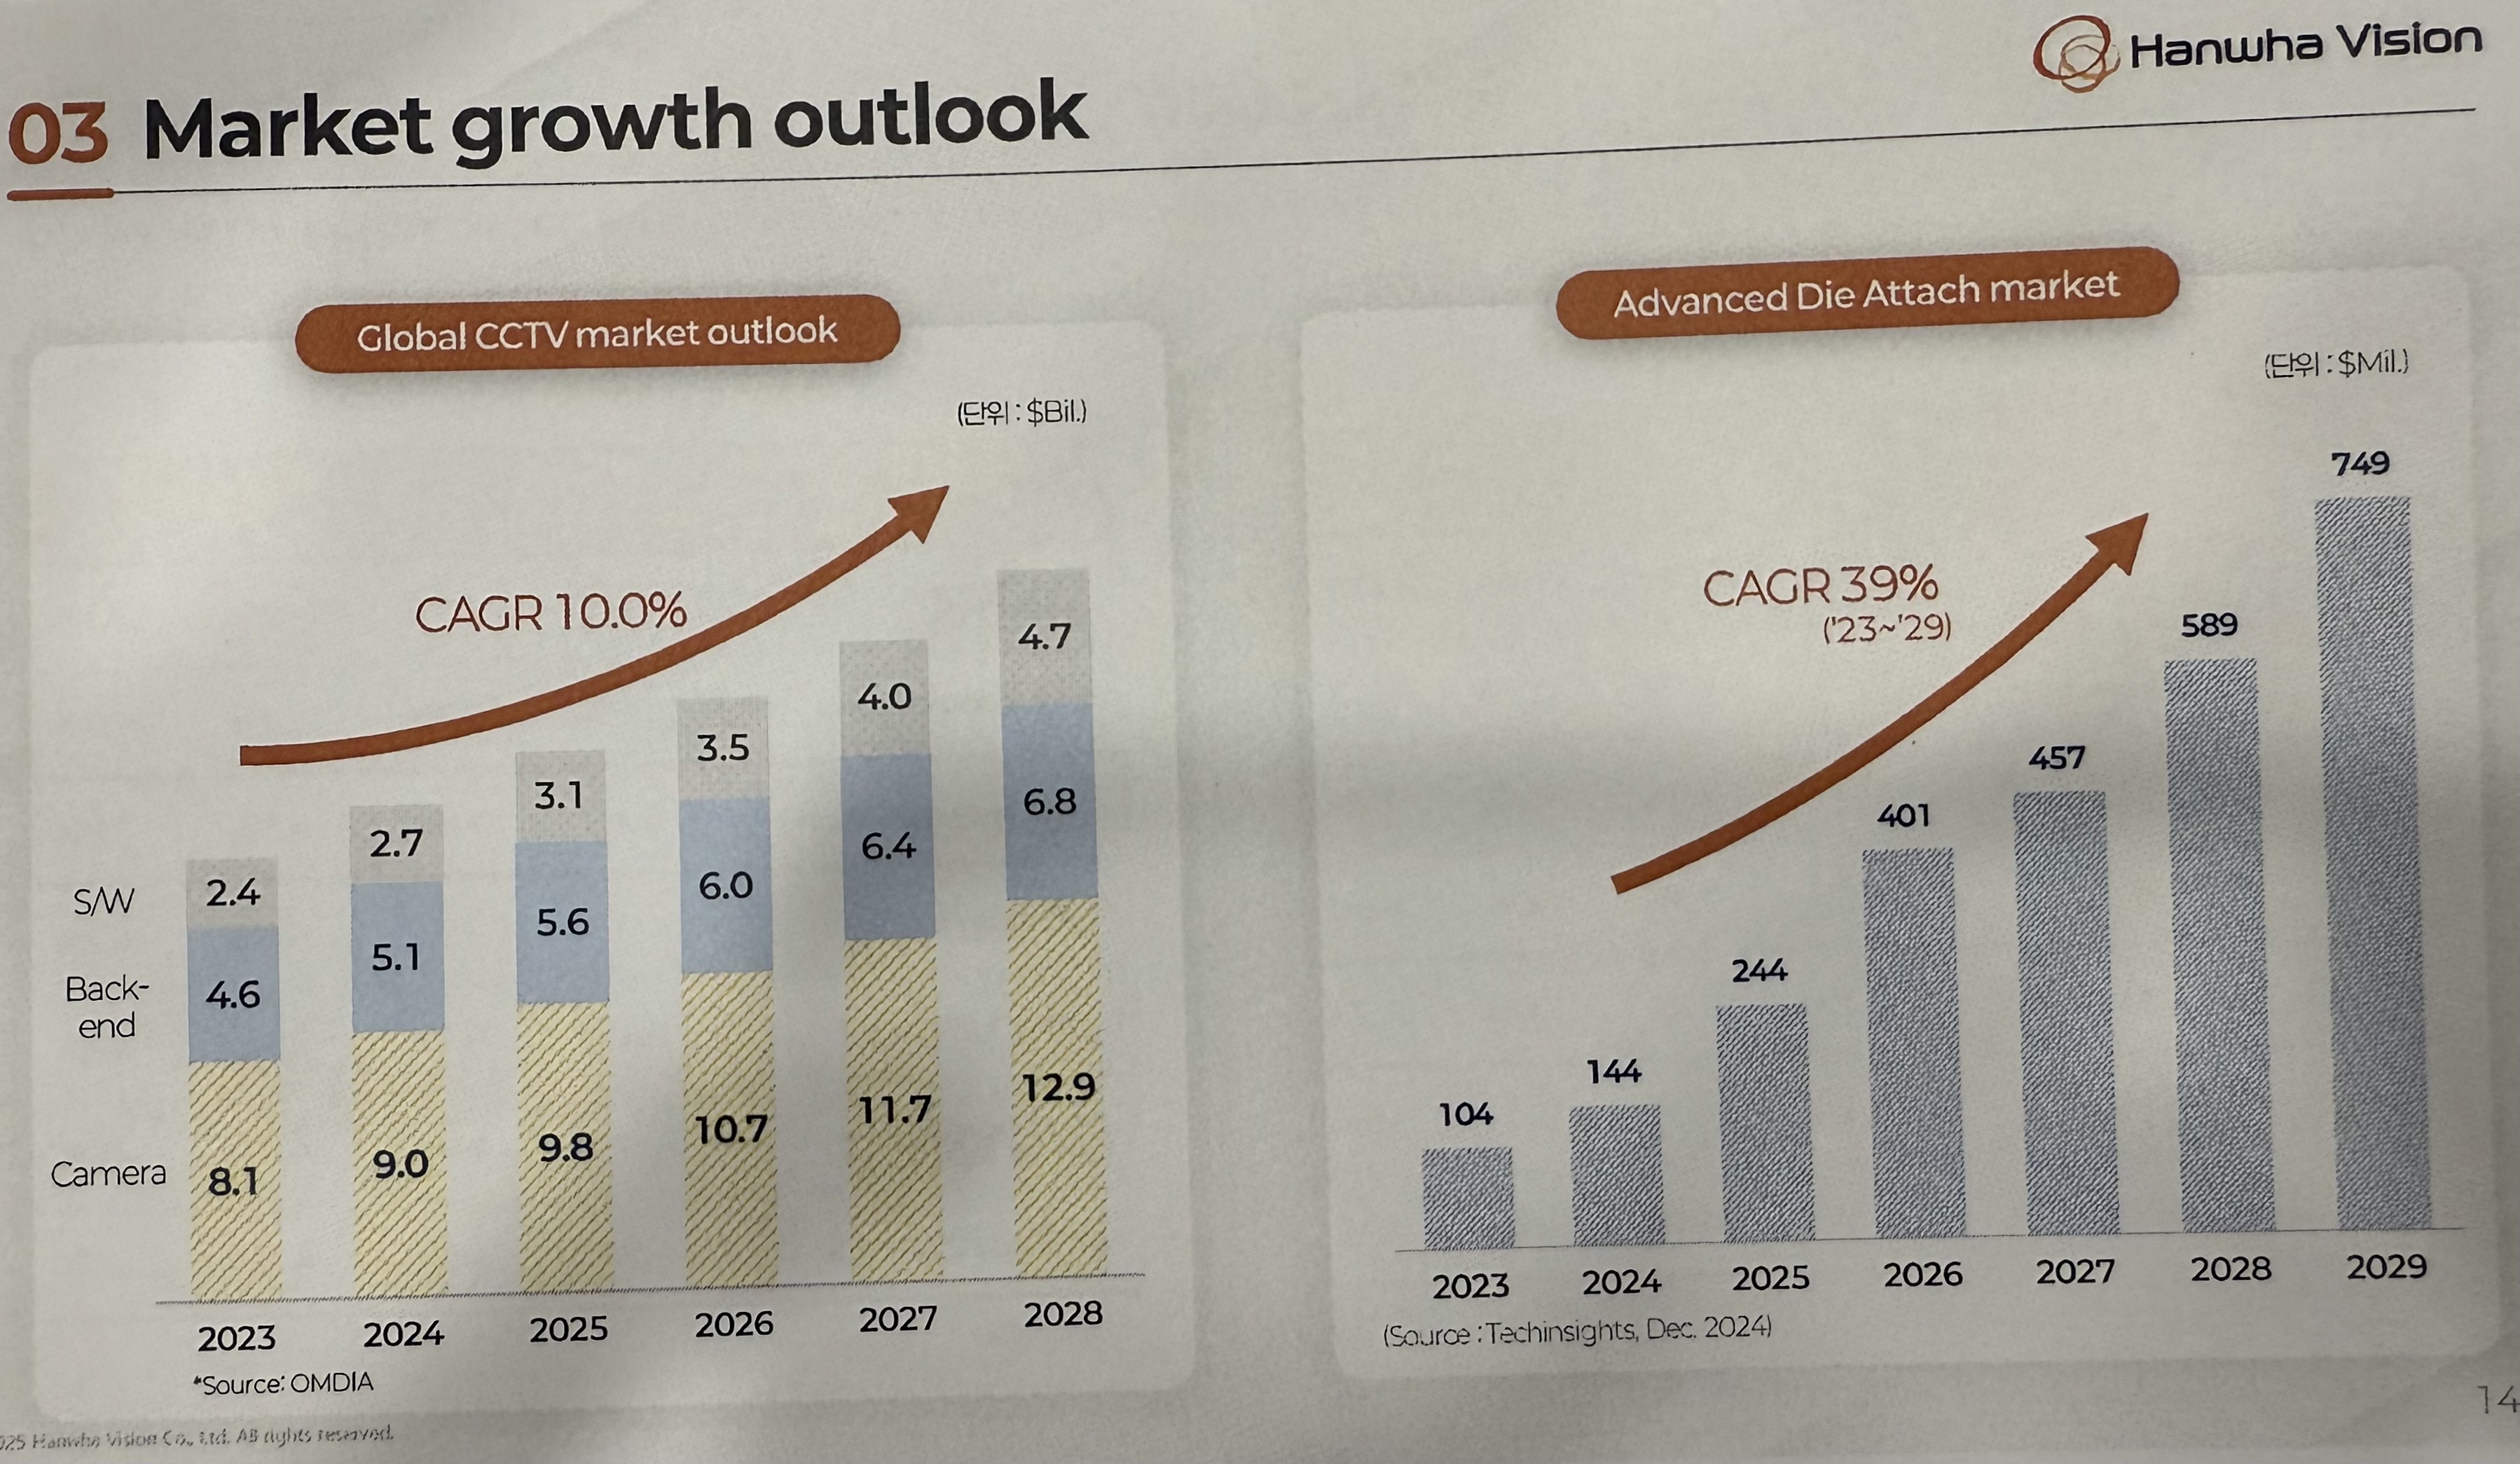 Hanwha Vision
03 Market growth outlook
Global CCTV market outlook
(단위 : $Bil.)
CAGR 10.0%
S/W
Back-
end
Camera
2.4 2.7 3.1 3.5 4.0 4.7
4.6 5.1 5.6 6.0 6.4 6.8
8.1 9.0 9.8 10.7 11.7 12.9
2023 2024 2025 2026 2027 2028
*Source: OMDIA
Advanced Die Attach market
(단위 : $Mil.)
CAGR 39%
('23~'29)
104 144 244 401 457 589 749
2023 2024 2025 2026 2027 2028 2029
(Source : Techinsights, Dec. 2024)
025 Hanwha Vision Co., Ltd. All rights reserved.
14